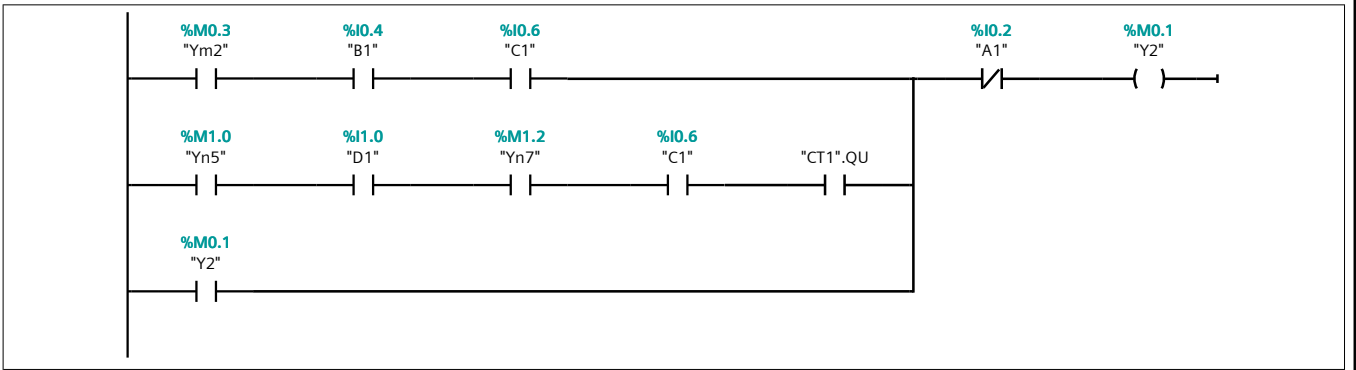 %M0.3 %I0.4 %I0.6 %I0.2 %M0.1
"Ym2" "B1" "C1" "A1" "Y2"
%M1.0 %I1.0 %M1.2 %I0.6
"Yn5" "D1" "Yn7" "C1" "CT1".QU
%M0.1
"Y2"